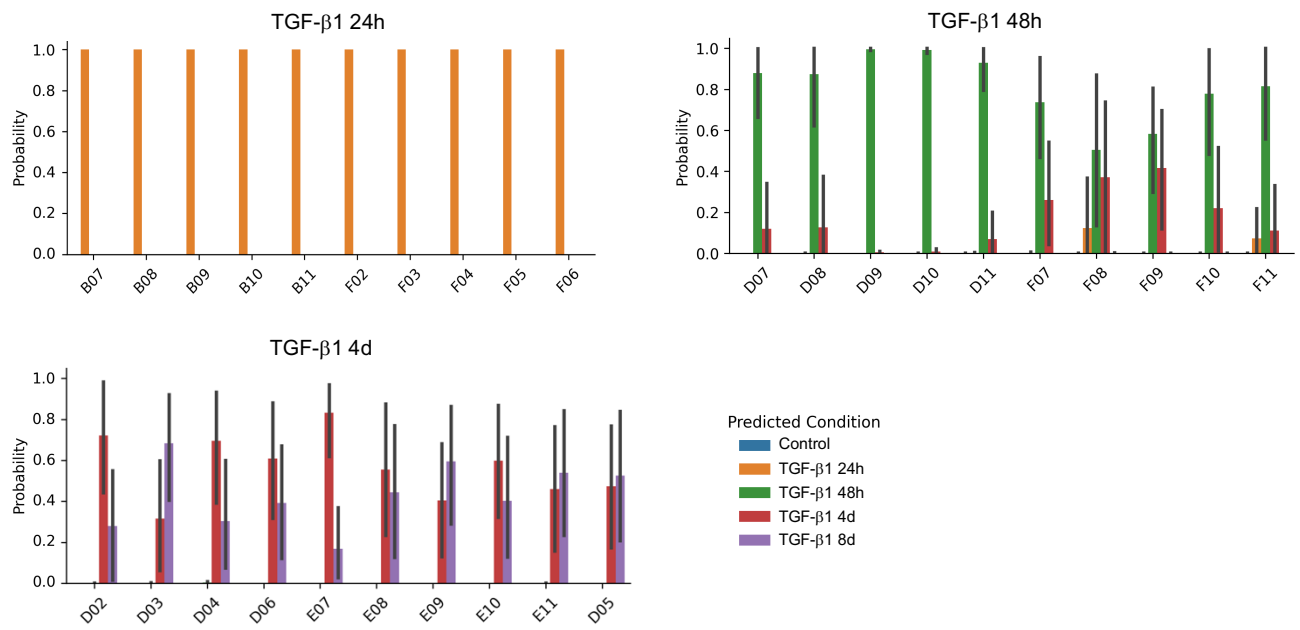 TGF-β1 24h
Probability
1.0
0.8
0.6
0.4
0.2
0.0
B07 B08 B09 B10 B11 F02 F03 F04 F05 F06
TGF-β1 48h
Probability
1.0
0.8
0.6
0.4
0.2
0.0
D07 D08 D09 D10 D11 F07 F08 F09 F10 F11
TGF-β1 4d
Probability
1.0
0.8
0.6
0.4
0.2
0.0
D02 D03 D04 D06 E07 E08 E09 E10 E11 D05
Predicted Condition
Control
TGF-β1 24h
TGF-β1 48h
TGF-β1 4d
TGF-β1 8d